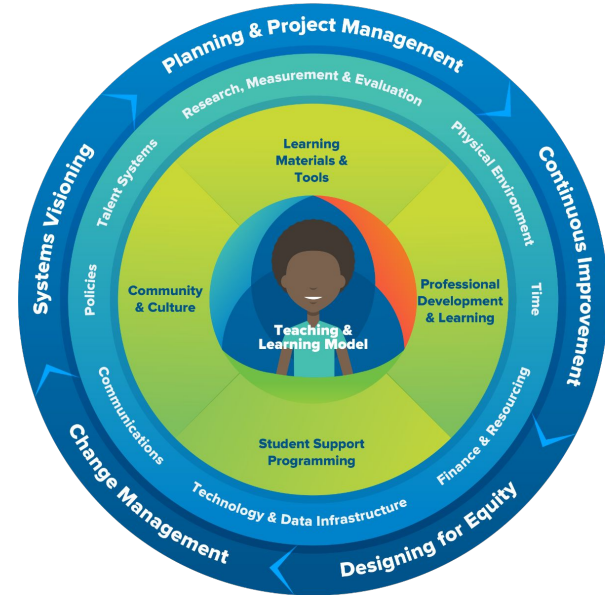 Planning & Project Management
Continuous Improvement
Designing for Equity
Change Management
Systems Visioning
Research, Measurement & Evaluation
Physical Environment
Time
Finance & Resourcing
Technology & Data Infrastructure
Communications
Policies
Talent Systems
Learning
Materials &
Tools
Professional
Development
& Learning
Student Support
Programming
Community
& Culture
Teaching &
Learning Model